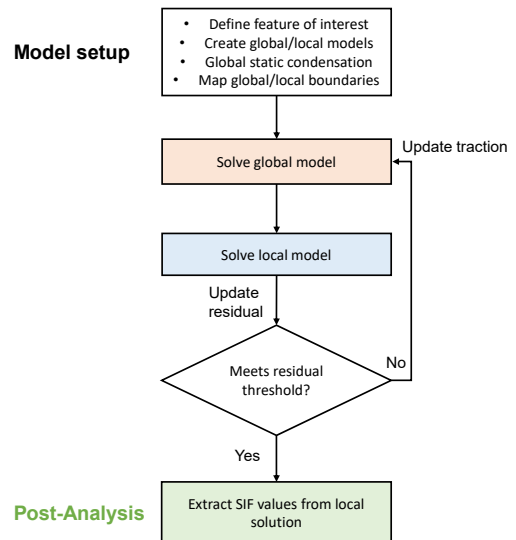 Model setup
• Define feature of interest
• Create global/local models
• Global static condensation
• Map global/local boundaries
Update traction
Solve global model
Solve local model
Update
residual
Meets residual
threshold?
No
Yes
Post-Analysis
Extract SIF values from local
solution